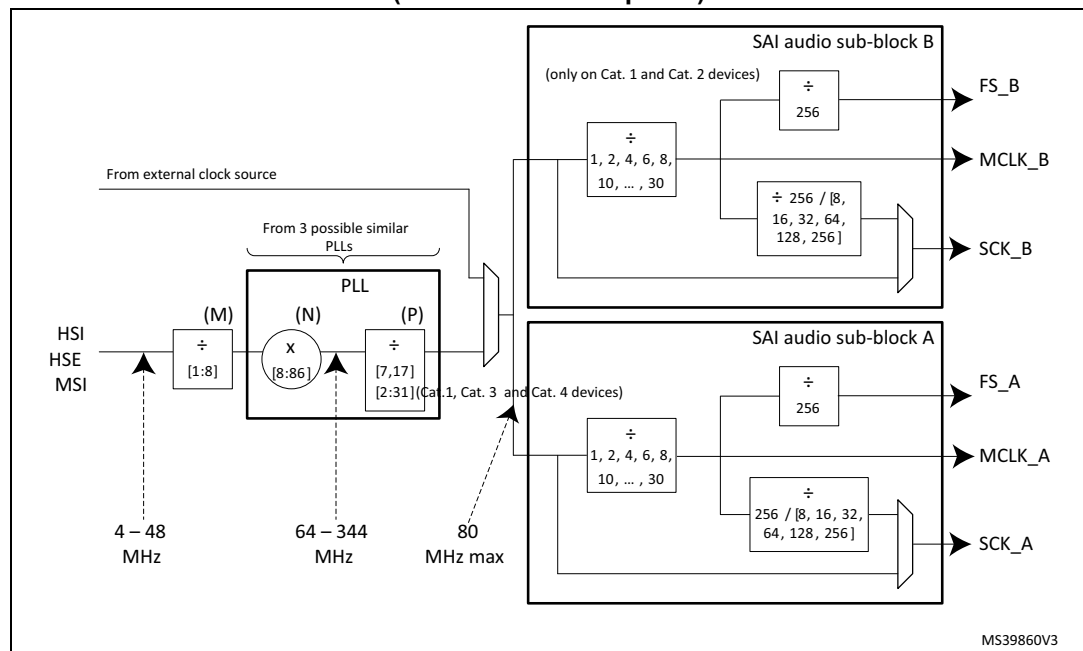 SAI audio sub-block B
(only on Cat. 1 and Cat. 2 devices)
÷
256
FS_B
÷
1, 2, 4, 6, 8,
10, … , 30
MCLK_B
÷ 256 / [8,
16, 32, 64,
128, 256]
SCK_B
From external clock source
From 3 possible similar
PLLs
PLL
(M)
(N)
(P)
HSI
HSE
MSI
÷
[1:8]
x
[8:86]
÷
[7,17]
[2:31](Cat.1, Cat. 3 and Cat. 4 devices)
4 – 48
MHz
64 – 344
MHz
80
MHz max
SAI audio sub-block A
÷
256
FS_A
÷
1, 2, 4, 6, 8,
10, … , 30
MCLK_A
÷
256 / [8, 16, 32,
64, 128, 256]
SCK_A
MS39860V3